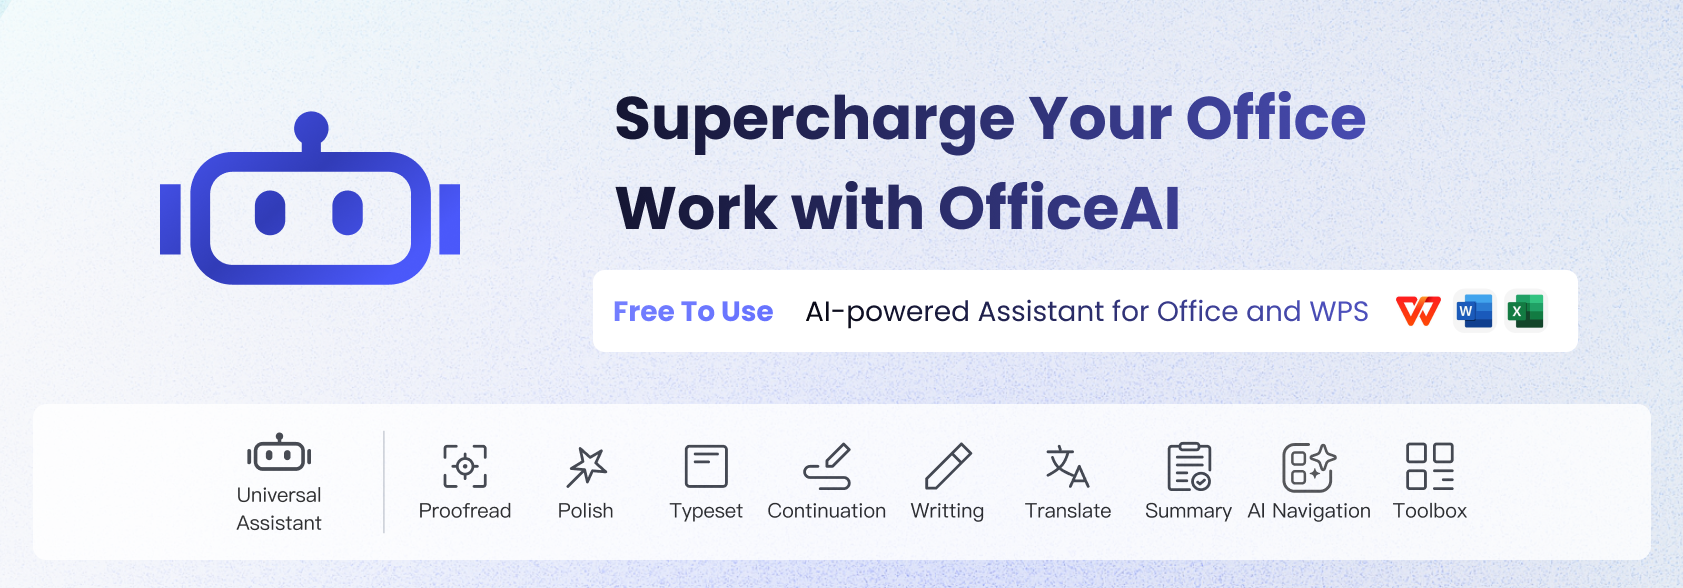 Supercharge Your Office
Work with OfficeAI
Free To Use AI-powered Assistant for Office and WPS W X
Universal
Assistant
Proofread Polish Typeset Continuation Writting Translate Summary AI Navigation Toolbox